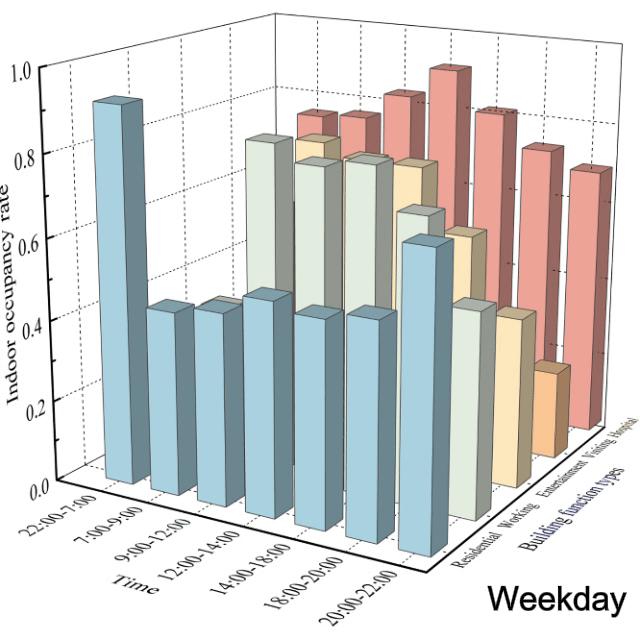 1.0
0.8
0.6
0.4
0.2
0.0
Indoor occupancy rate
22:00-7:00
7:00-9:00
9:00-12:00
12:00-14:00
14:00-18:00
18:00-20:00
20:00-22:00
Time
Residential
Working
Entertainment
Visiting
Hospital
Building function types
Weekday